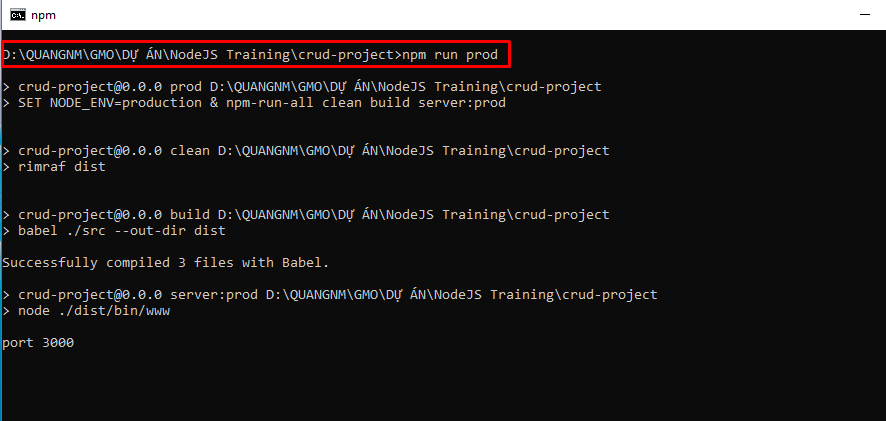 npm
D:\QUANGNM\GMO\DỰ ÁN\NodeJS Training\crud-project>npm run prod
> crud-project@0.0.0 prod D:\QUANGNM\GMO\DỰ ÁN\NodeJS Training\crud-project
> SET NODE_ENV=production & npm-run-all clean build server:prod
> crud-project@0.0.0 clean D:\QUANGNM\GMO\DỰ ÁN\NodeJS Training\crud-project
> rimraf dist
> crud-project@0.0.0 build D:\QUANGNM\GMO\DỰ ÁN\NodeJS Training\crud-project
> babel ./src --out-dir dist
Successfully compiled 3 files with Babel.
> crud-project@0.0.0 server:prod D:\QUANGNM\GMO\DỰ ÁN\NodeJS Training\crud-project
> node ./dist/bin/www
port 3000